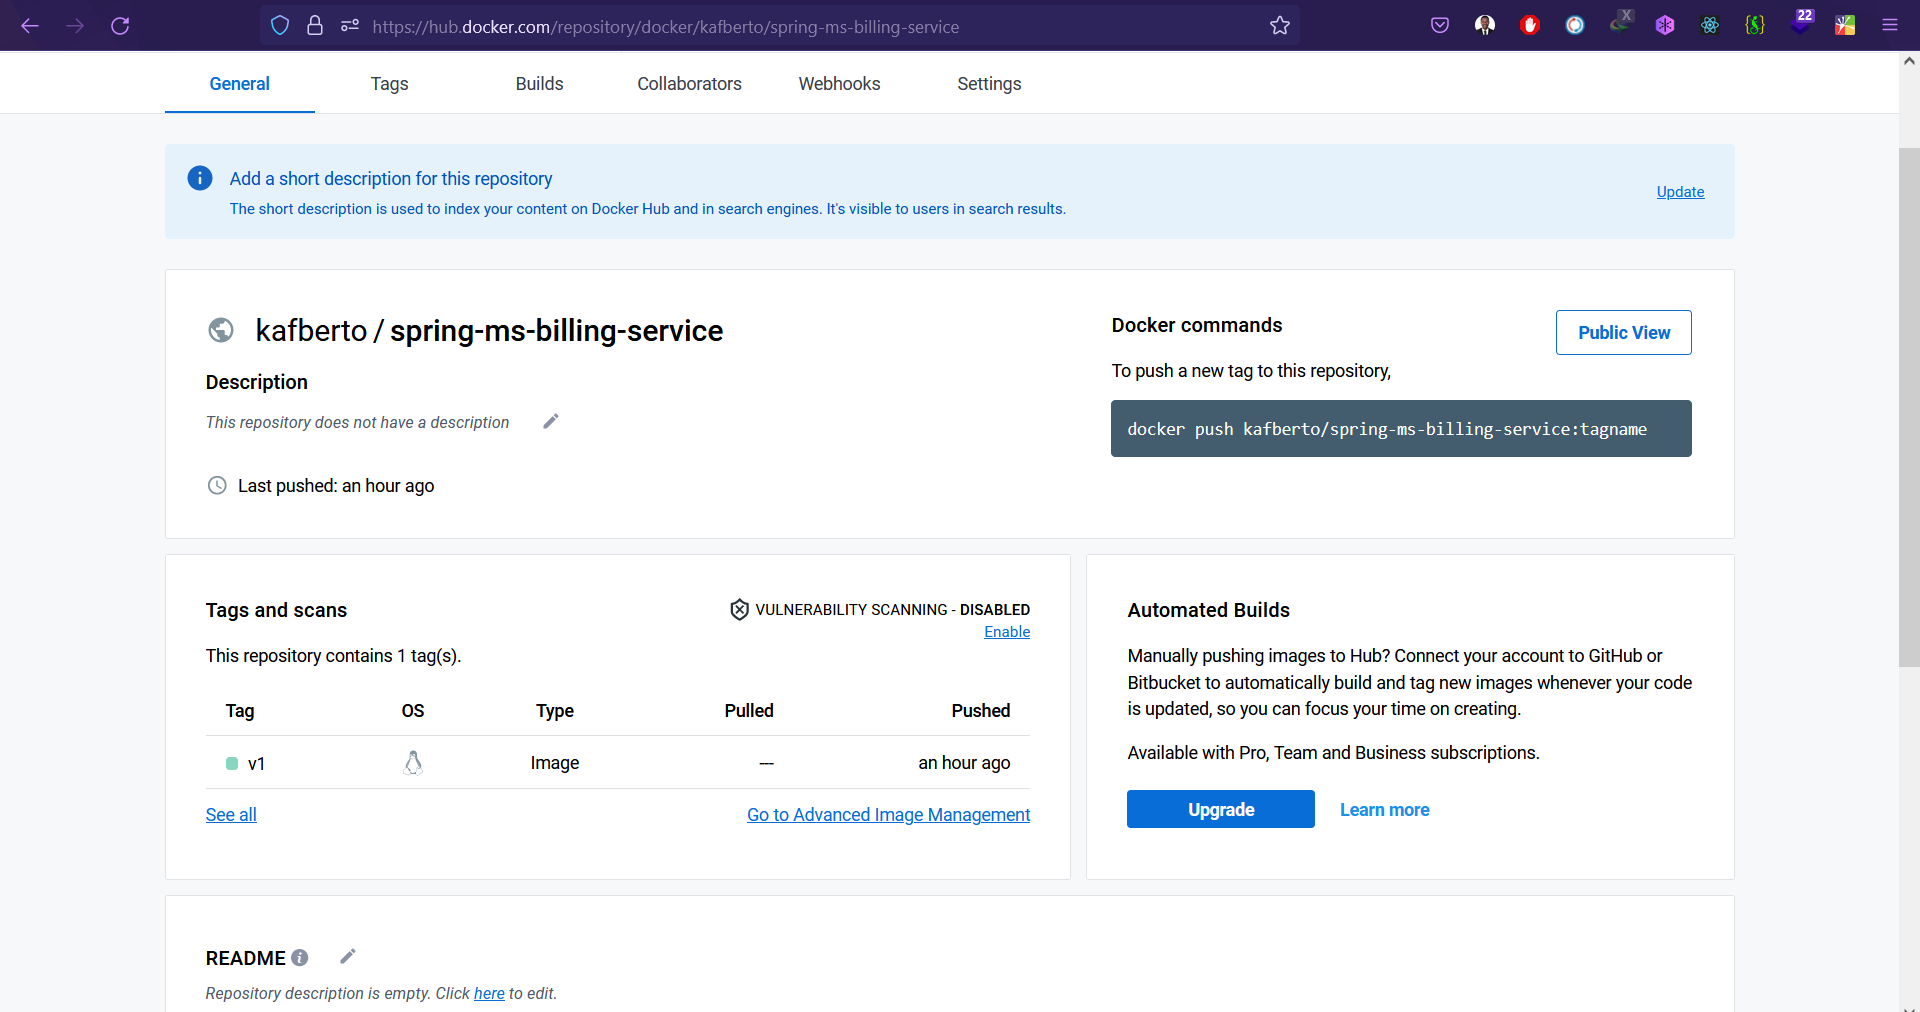 https://hub.docker.com/repository/docker/kafberto/spring-ms-billing-service
X
22
General
Tags
Builds
Collaborators
Webhooks
Settings
Add a short description for this repository
The short description is used to index your content on Docker Hub and in search engines. It's visible to users in search results.
Update
kafberto / spring-ms-billing-service
Description
This repository does not have a description
Last pushed: an hour ago
Docker commands
Public View
To push a new tag to this repository,
docker push kafberto/spring-ms-billing-service:tagname
Tags and scans
VULNERABILITY SCANNING - DISABLED
Enable
This repository contains 1 tag(s).
Tag OS Type Pulled Pushed
v1 Image --- an hour ago
See all
Go to Advanced Image Management
Automated Builds
Manually pushing images to Hub? Connect your account to GitHub or
Bitbucket to automatically build and tag new images whenever your code
is updated, so you can focus your time on creating.
Available with Pro, Team and Business subscriptions.
Upgrade
Learn more
README
Repository description is empty. Click here to edit.